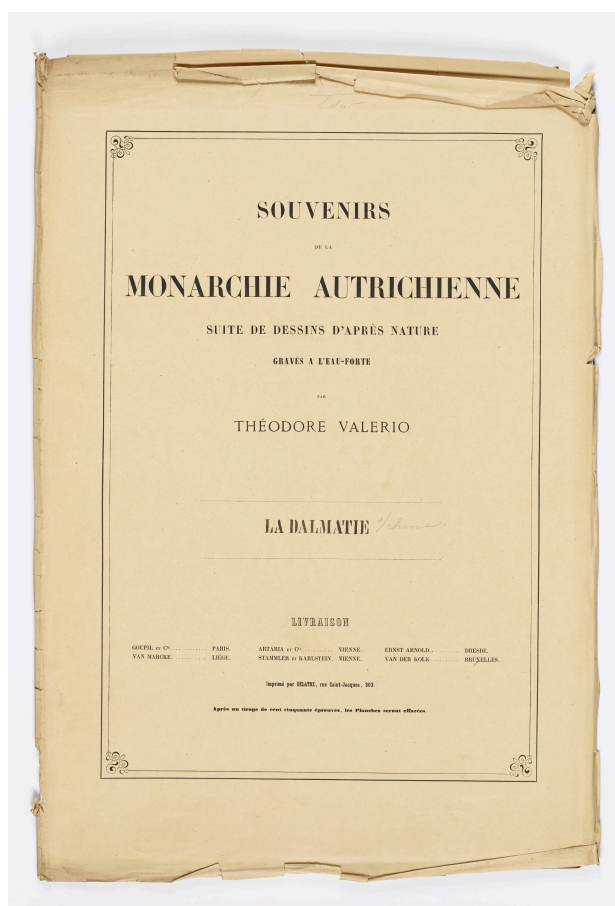 SOUVENIRS
DE LA
MONARCHIE AUTRICHIENNE
SUITE DE DESSINS D'APRÈS NATURE
GRAVÉS A L'EAU-FORTE
PAR
THÉODORE VALERIO
LA DALMATIE
LIVRAISON
GOUPIL ET Cie............ PARIS. ARTARIA ET Cie.......... VIENNE. ERNST ARNOLD.......... DRESDE.
VAN MARCKE............ LIÉGE. STAMMLER ET KARLSTEIN. VIENNE. VAN DER KOLK.......... BRUXELLES.
Imprimé par DELATRE, rue Saint-Jacques, 303.
Après un tirage de cent cinquante épreuves, les Planches seront effacées.